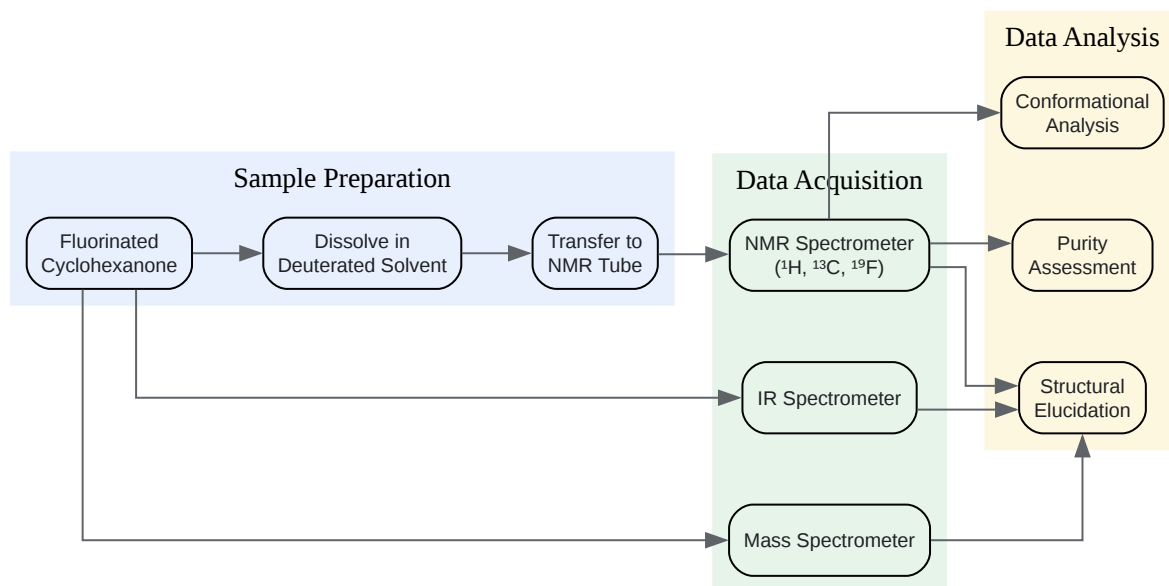 Data Analysis
Conformational
Analysis
Sample Preparation
Data Acquisition
Fluorinated
Cyclohexanone
Dissolve in
Deuterated Solvent
Transfer to
NMR Tube
NMR Spectrometer
(¹H, ¹³C, ¹⁹F)
Purity
Assessment
IR Spectrometer
Structural
Elucidation
Mass Spectrometer